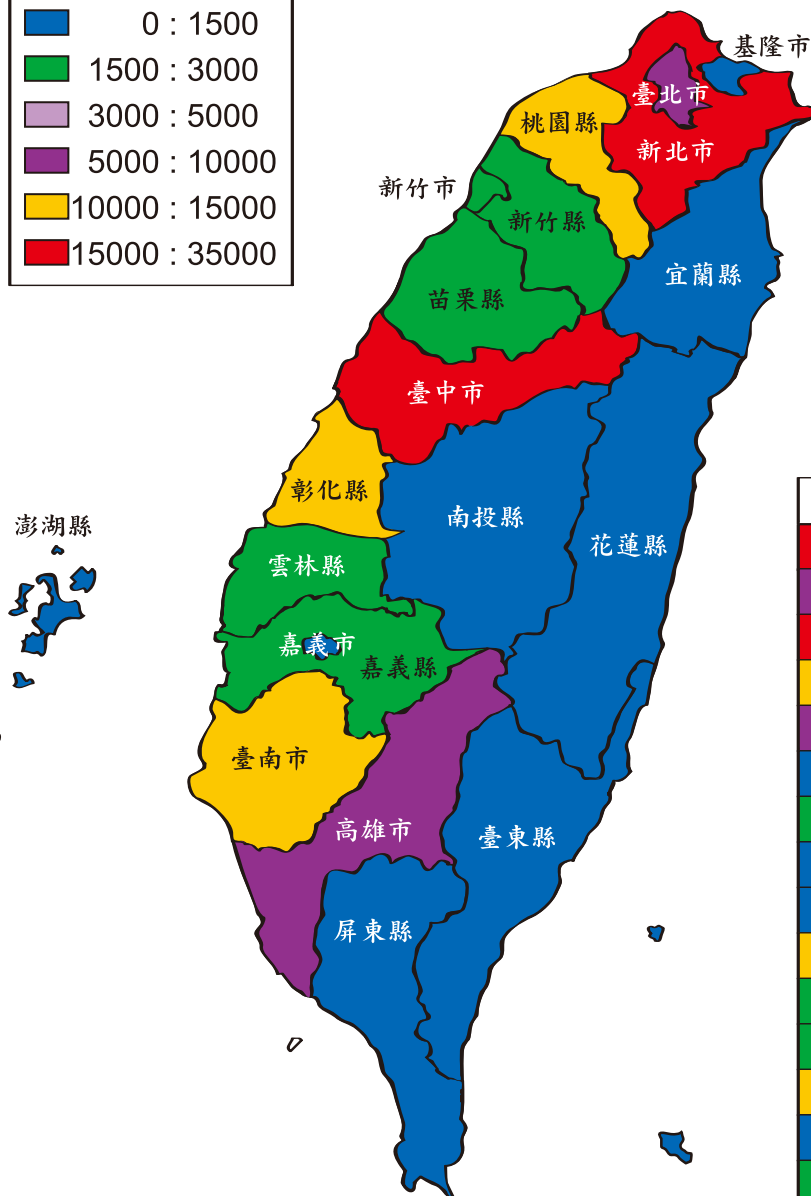 0 : 1500
1500 : 3000
3000 : 5000
5000 : 10000
10000 : 15000
15000 : 35000
基隆市
臺北市
桃園縣
新北市
新竹市
新竹縣
宜蘭縣
苗栗縣
臺中市
彰化縣
南投縣
澎湖縣
花蓮縣
雲林縣
嘉義市
嘉義縣
臺南市
高雄市
臺東縣
屏東縣